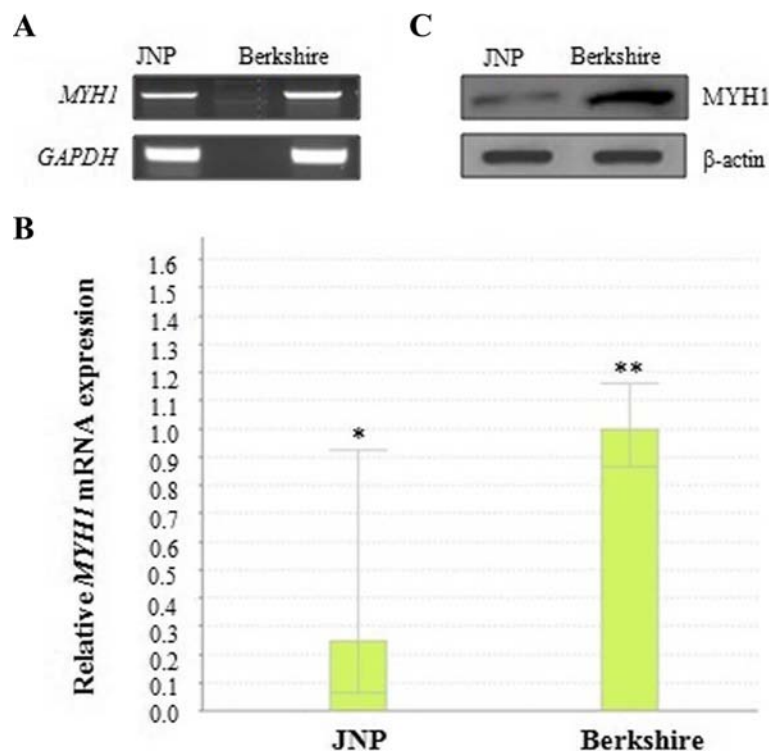 A
JNP Berkshire
MYH1
GAPDH
C
JNP Berkshire
MYH1
β-actin
B
Relative MYH1 mRNA expression
1.6
1.5
1.4
1.3
1.2
1.1
1.0
0.9
0.8
0.7
0.6
0.5
0.4
0.3
0.2
0.1
0.0
*
**
JNP Berkshire